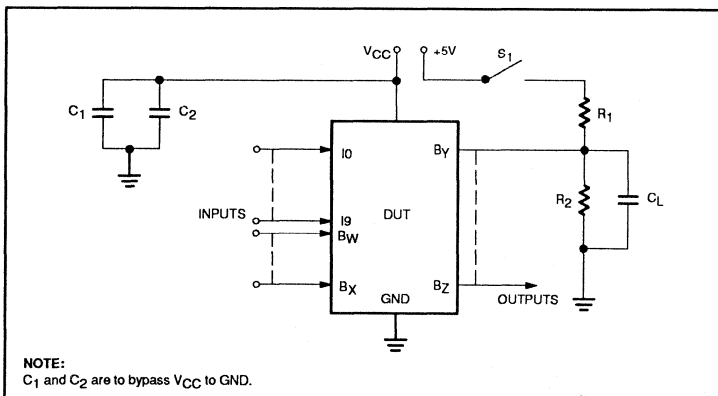 VCC +5V S1
C1 C2 R1
I0 BY
R2 CL
INPUTS I9 DUT
BW
BX GND BZ
OUTPUTS
NOTE:
C1 and C2 are to bypass VCC to GND.